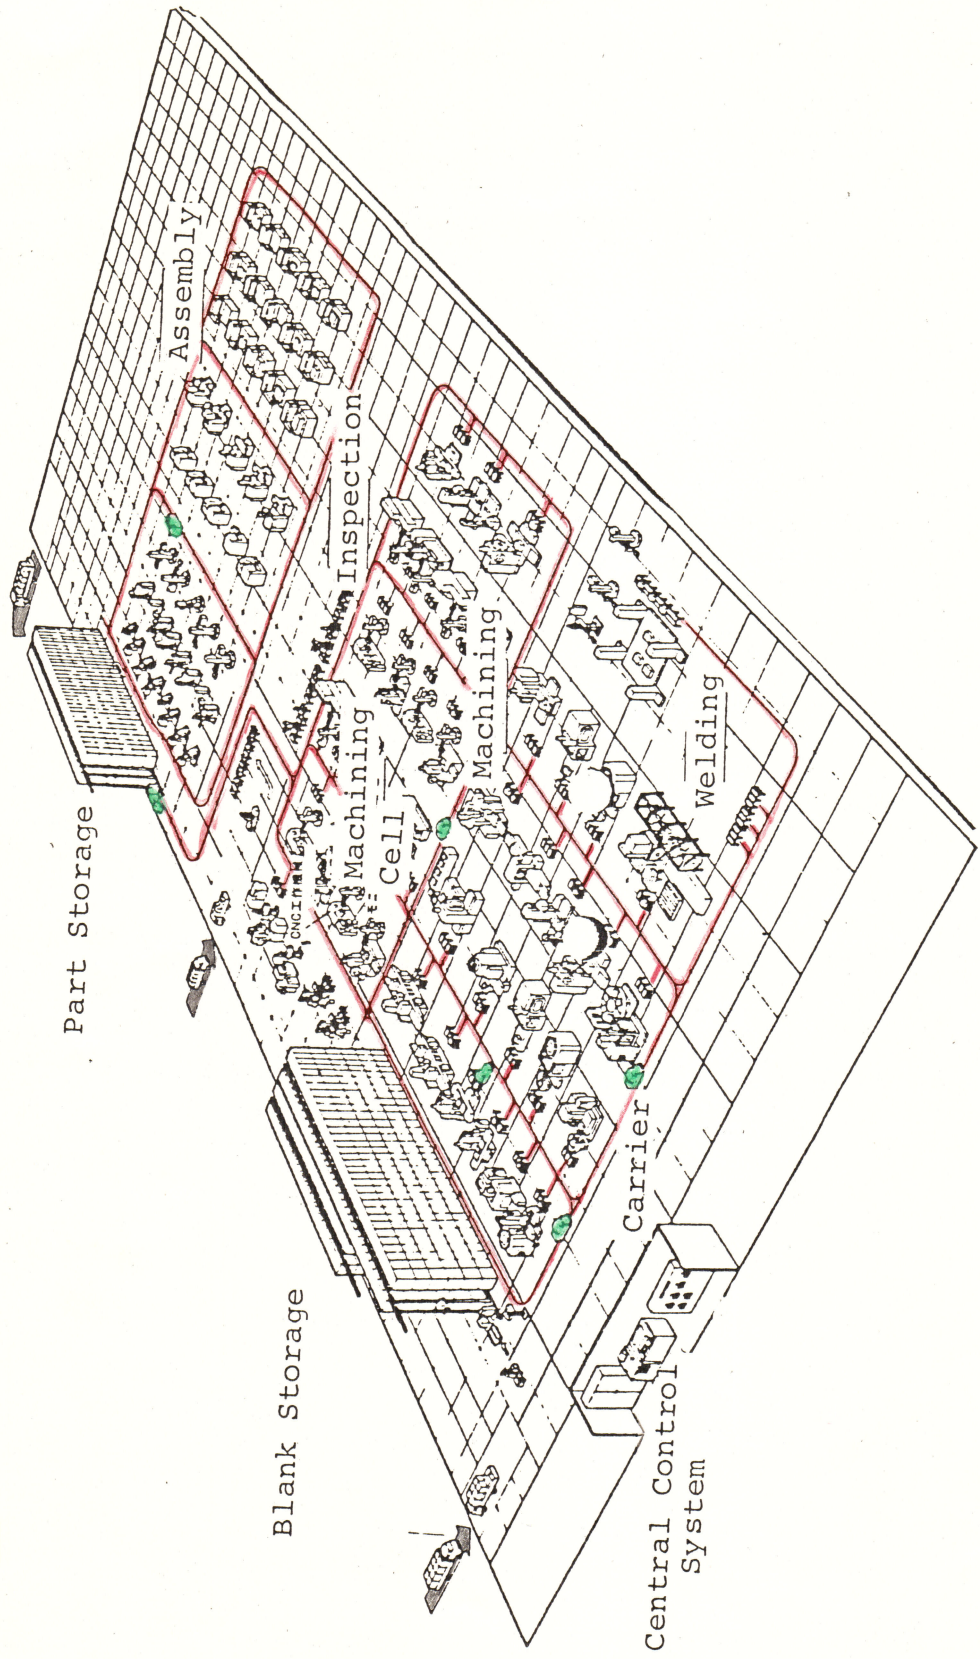 Part Storage
Assembly
Blank Storage
Inspection
Machining
Cell
Machining
Carrier
Central Control
System
Welding